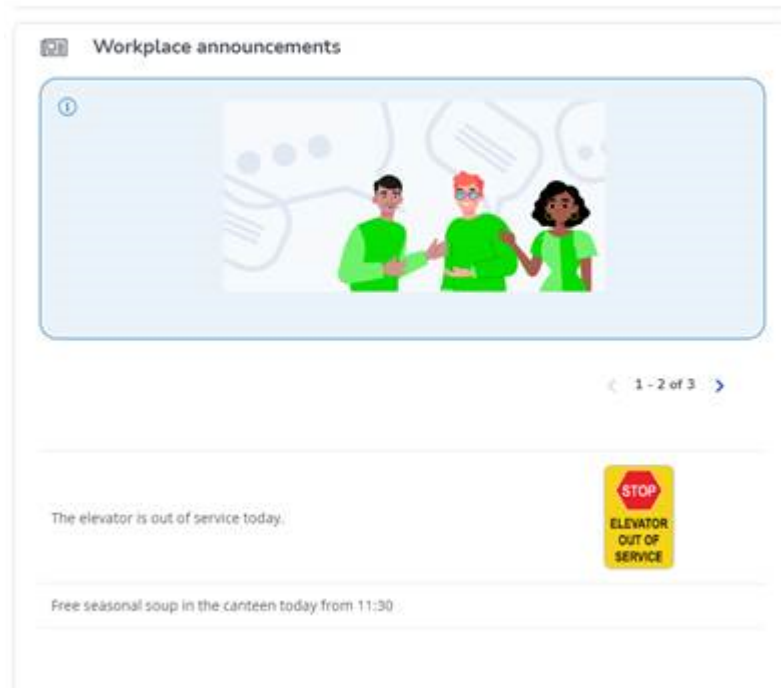 Workplace announcements
1 - 2 of 3
The elevator is out of service today.
STOP
ELEVATOR
OUT OF
SERVICE
Free seasonal soup in the canteen today from 11:30